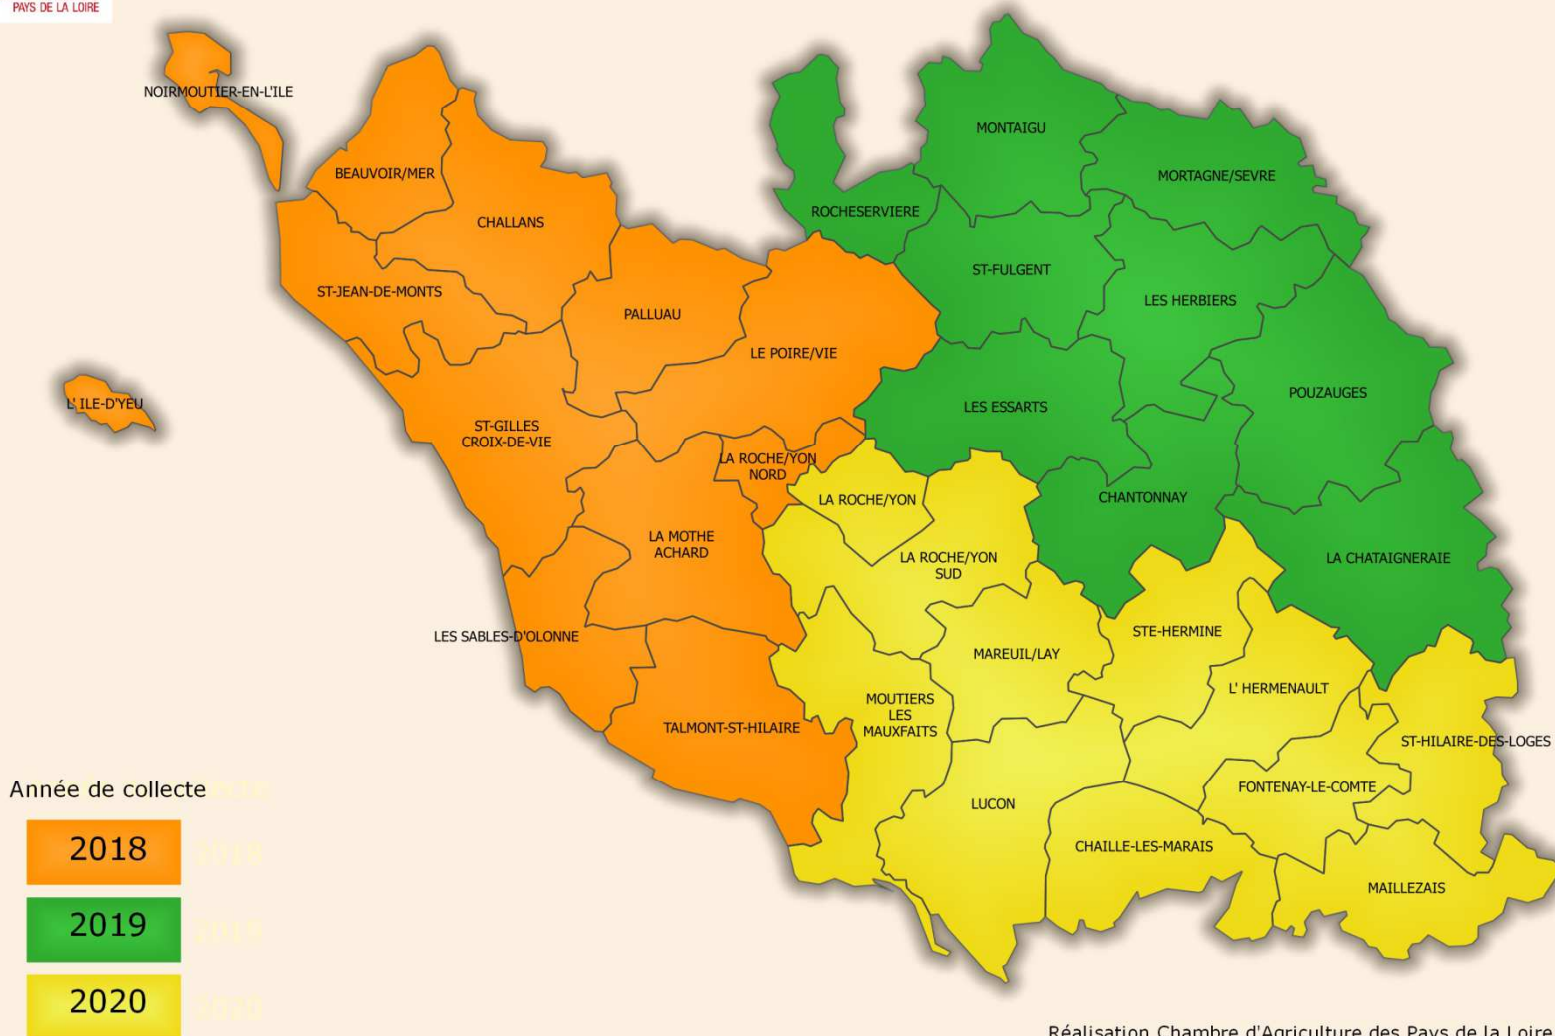 PAYS DE LA LOIRE
NOIRMOUTIER-EN-L'ILE
BEAUVOIR/MER
CHALLANS
ST-JEAN-DE-MONTS
PALLUAU
LE POIRE/VIE
L' ILE-D'YEU
ST-GILLES
CROIX-DE-VIE
LA ROCHE/YON
NORD
LA MOTHE
ACHARD
LES SABLES-D'OLONNE
TALMONT-ST-HILAIRE
MONTAIGU
MORTAGNE/SEVRE
ROCHESERVIERE
ST-FULGENT
LES HERBIERS
POUZAUGES
LES ESSARTS
CHANTONNAY
LA CHATAIGNERAIE
LA ROCHE/YON
LA ROCHE/YON
SUD
STE-HERMINE
MAREUIL/LAY
L' HERMENAULT
MOUTIERS
LES
MAUXFAITS
ST-HILAIRE-DES-LOGES
FONTENAY-LE-COMTE
LUCON
CHAILLE-LES-MARAIS
MAILLEZAIS
Année de collecte
2018
2019
2020
Réalisation Chambre d'Agriculture des Pays de la Loire